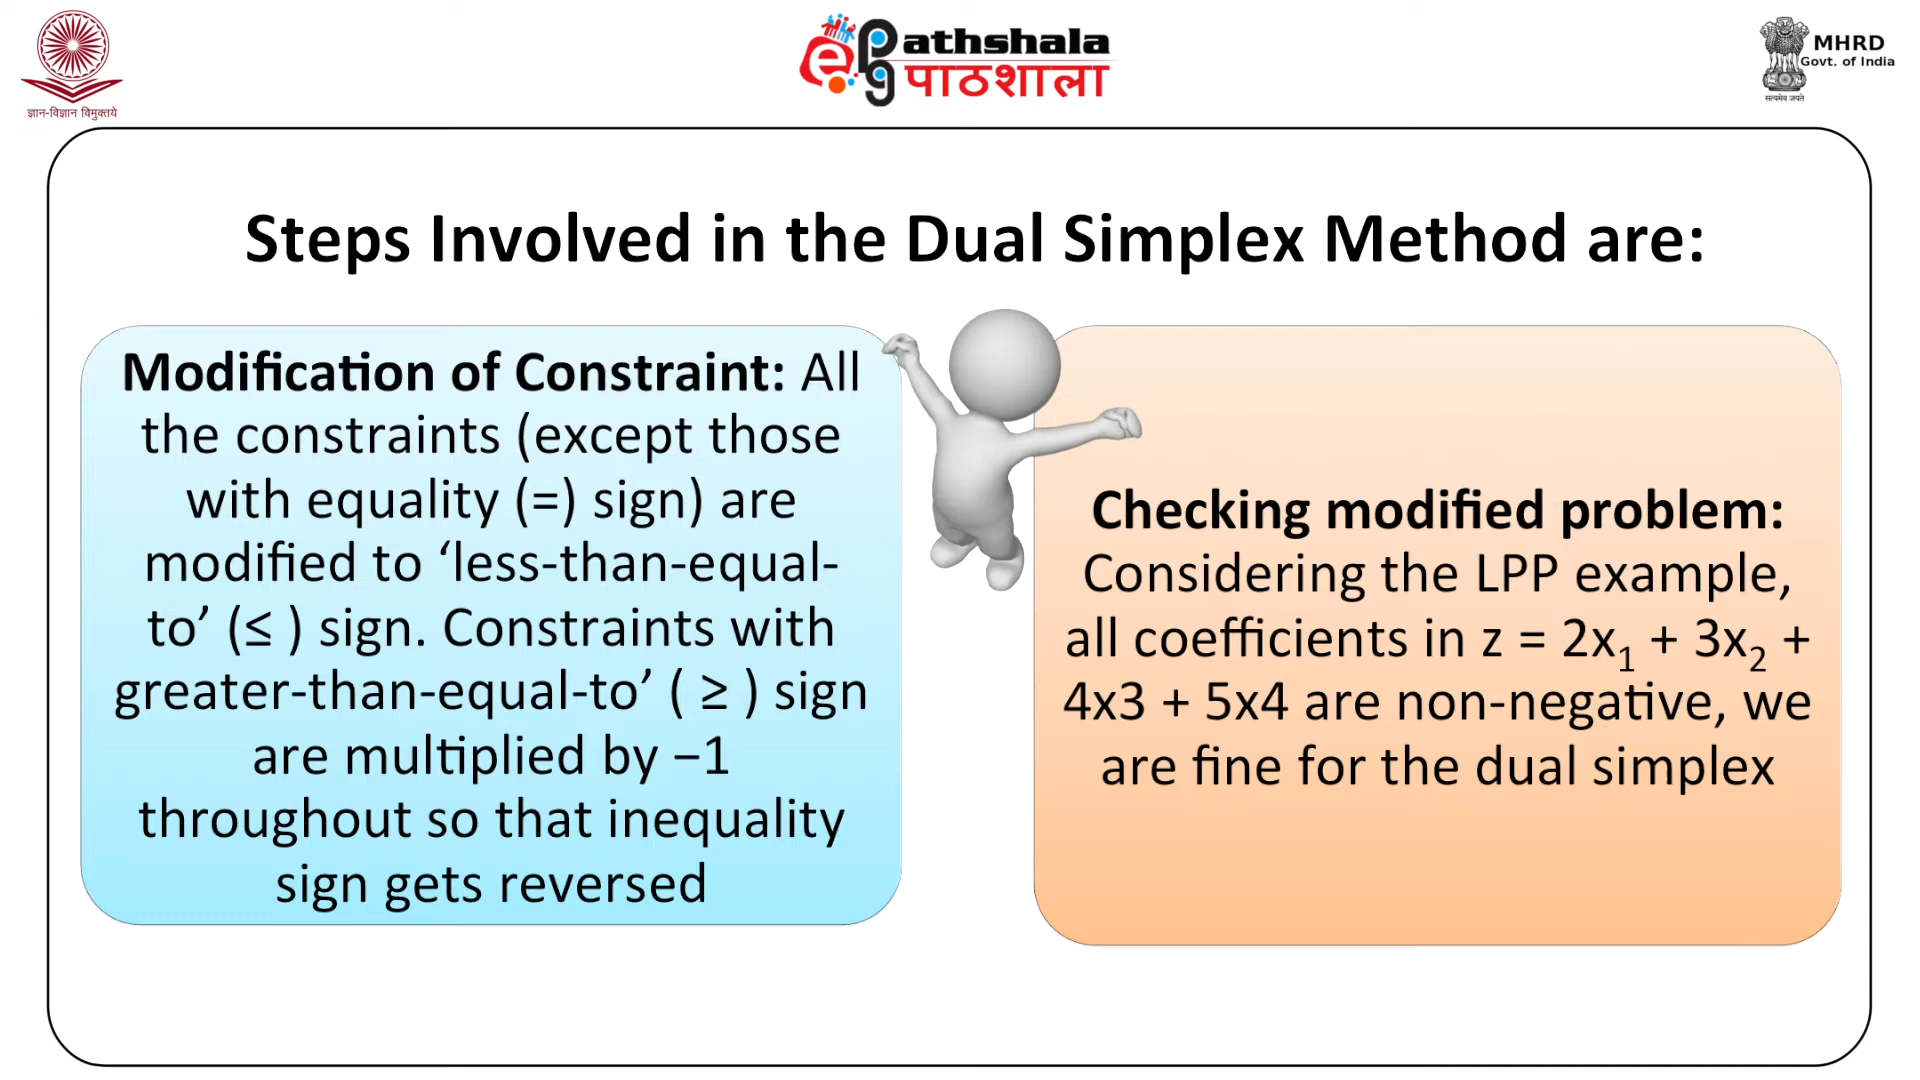 ज्ञान-विज्ञान विमुक्तये
athshala
पाठशाला
MHRD
Govt. of India
सत्यमेव जयते
Steps Involved in the Dual Simplex Method are:
Modification of Constraint: All
the constraints (except those
with equality (=) sign) are
modified to ‘less-than-equal-
to’ (≤ ) sign. Constraints with
greater-than-equal-to’ ( ≥ ) sign
are multiplied by −1
throughout so that inequality
sign gets reversed
Checking modified problem:
Considering the LPP example,
all coefficients in z = 2x₁ + 3x₂ +
4x3 + 5x4 are non-negative, we
are fine for the dual simplex